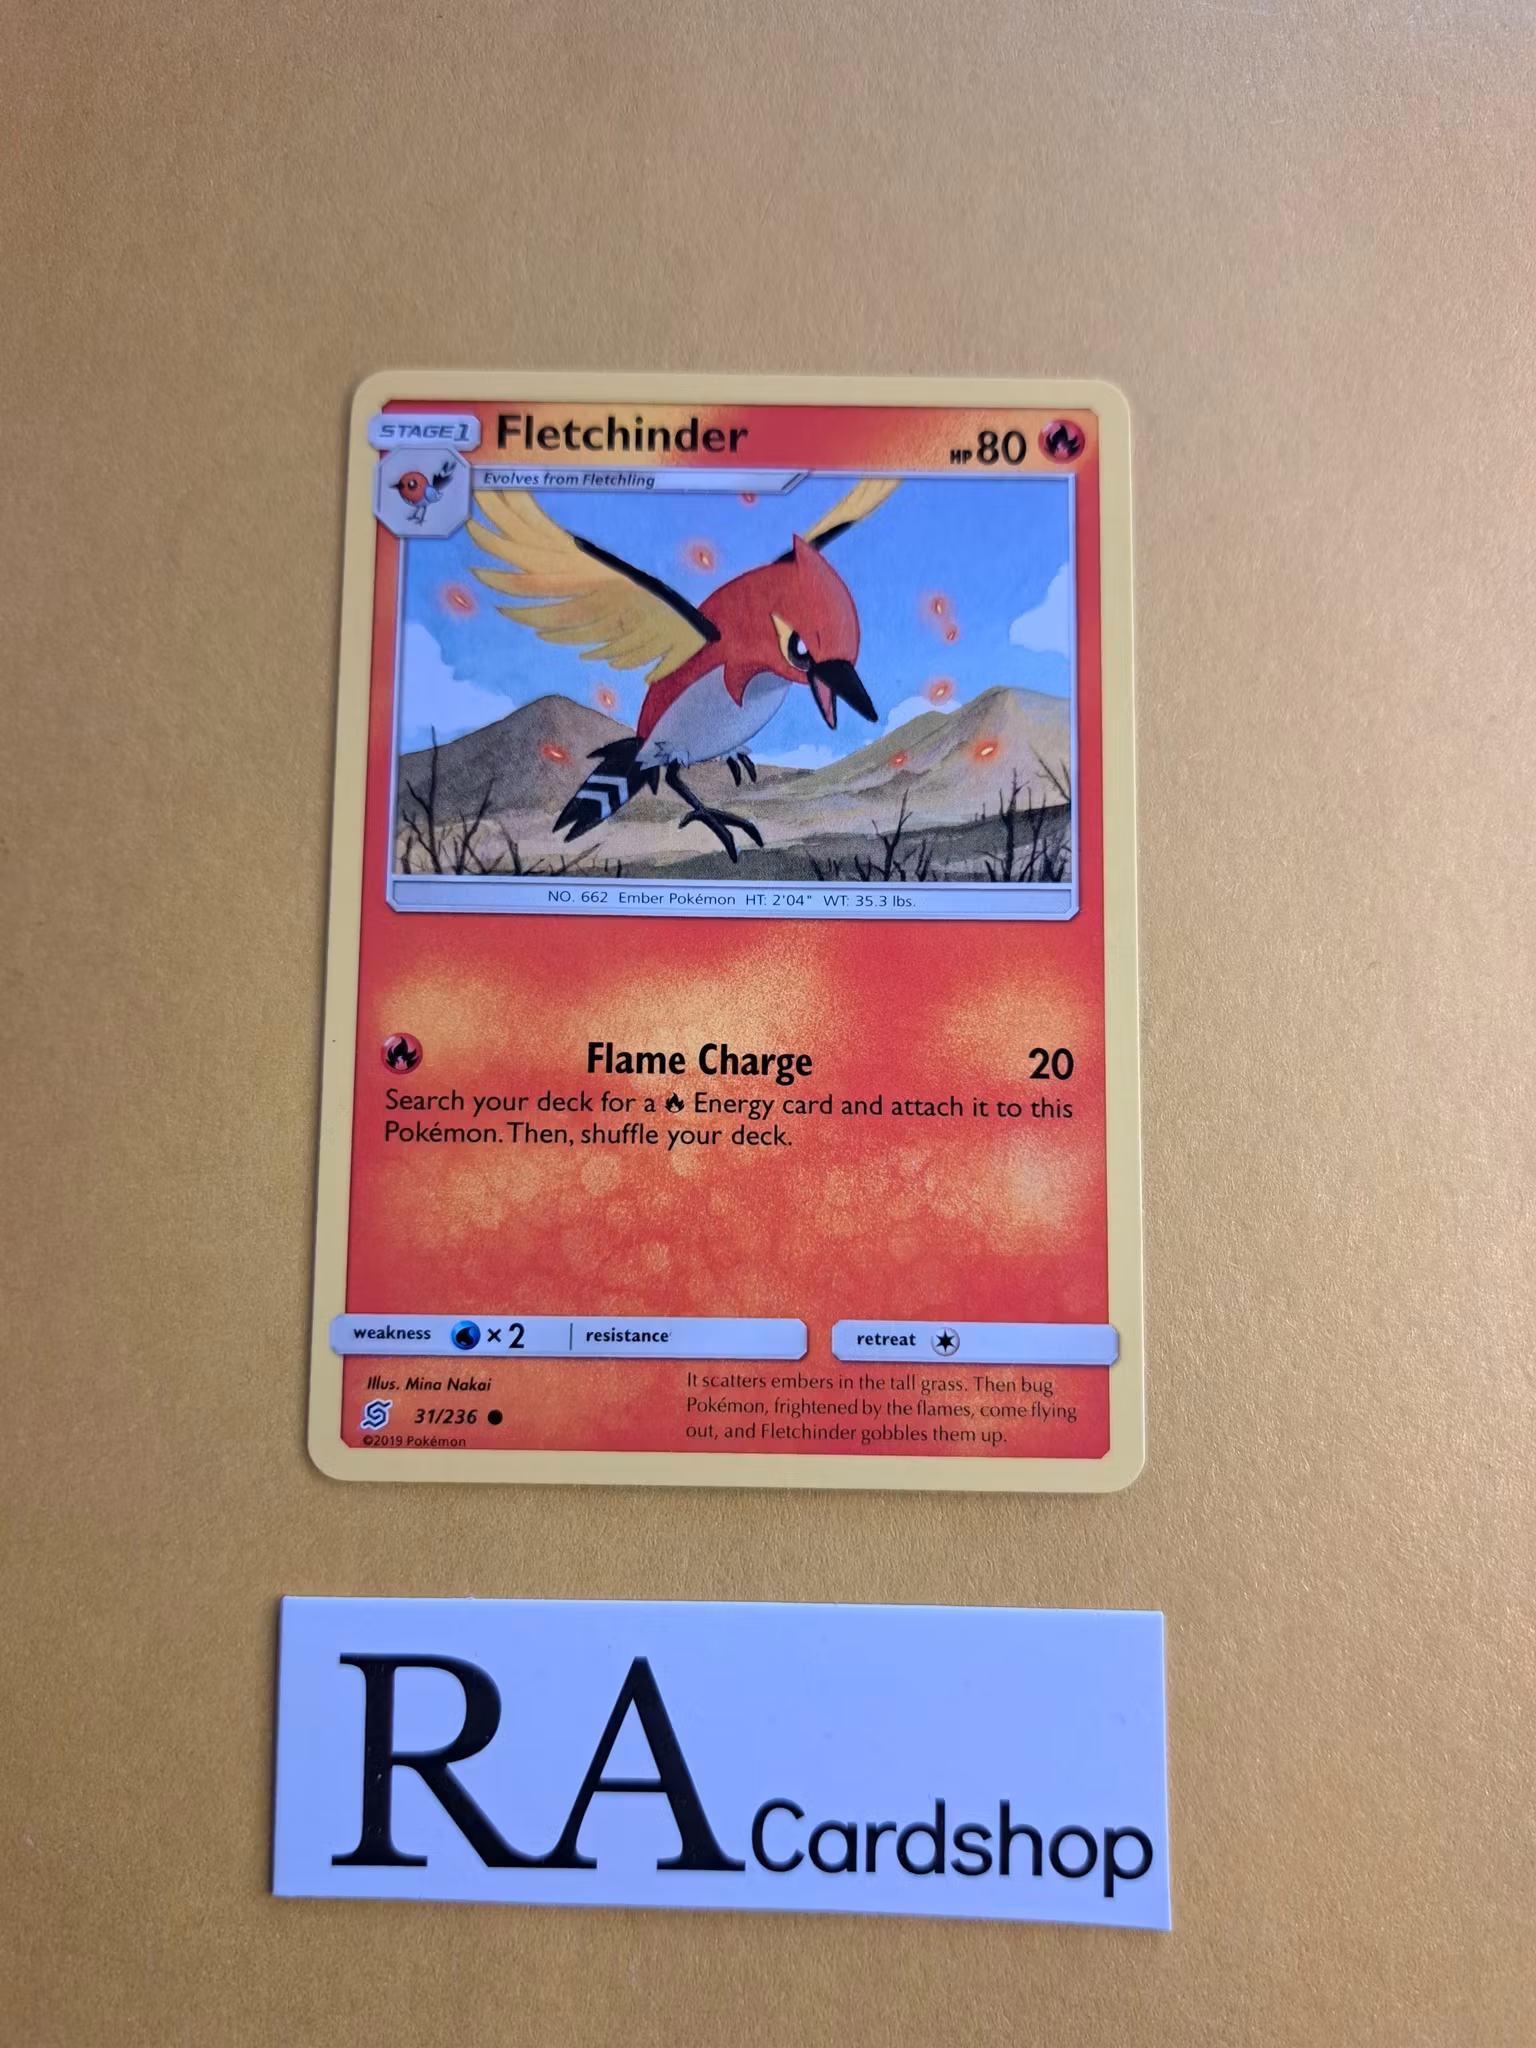 STAGE 1 Fletchinder HP 80
Evolves from Fletchling
NO. 662 Ember Pokémon HT: 2'04" WT: 35.3 lbs.
Flame Charge 20
Search your deck for a Energy card and attach it to this
Pokémon. Then, shuffle your deck.
weakness × 2 resistance retreat
Illus. Mina Nakai
31/236
©2019 Pokémon
It scatters embers in the tall grass. Then bug
Pokémon, frightened by the flames, come flying
out, and Fletchinder gobbles them up.
RA Cardshop